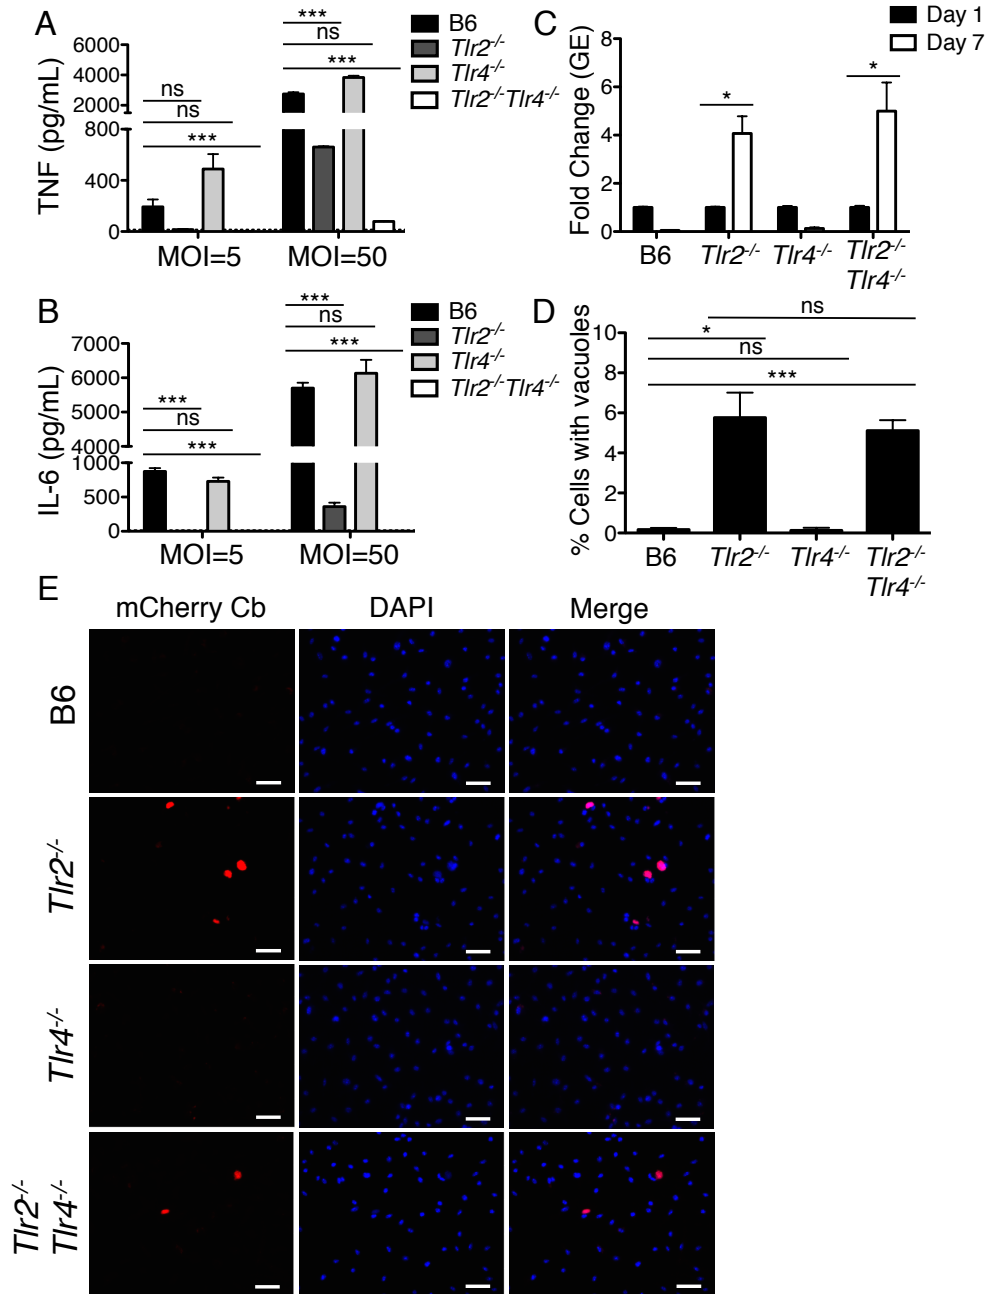 A
TNF (pg/mL)
6000
4000
2000
800
400
0
ns
ns
***
***
ns
***
MOI=5
MOI=50
B6
Tlr2-/-
Tlr4-/-
Tlr2-/-Tlr4-/-
C
Fold Change (GE)
8
6
4
2
0
*
*
Day 1
Day 7
B6
Tlr2-/-
Tlr4-/-
Tlr2-/-
Tlr4-/-
B
IL-6 (pg/mL)
7000
6000
5000
4000
1000
500
0
***
ns
***
***
ns
***
MOI=5
MOI=50
B6
Tlr2-/-
Tlr4-/-
Tlr2-/-Tlr4-/-
D
% Cells with vacuoles
10
8
6
4
2
0
ns
*
ns
***
B6
Tlr2-/-
Tlr4-/-
Tlr2-/-
Tlr4-/-
E
mCherry Cb DAPI Merge
B6
Tlr2-/-
Tlr4-/-
Tlr2-/-
Tlr4-/-